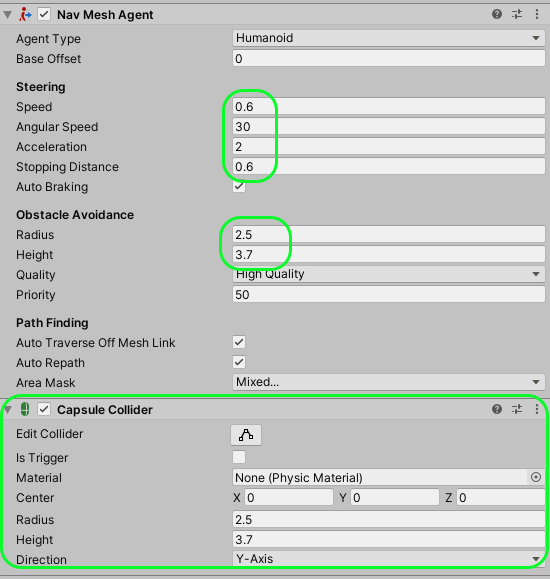 Nav Mesh Agent
Agent Type Humanoid
Base Offset 0
Steering
Speed 0.6
Angular Speed 30
Acceleration 2
Stopping Distance 0.6
Auto Braking
Obstacle Avoidance
Radius 2.5
Height 3.7
Quality High Quality
Priority 50
Path Finding
Auto Traverse Off Mesh Link
Auto Repath
Area Mask Mixed...
Capsule Collider
Edit Collider
Is Trigger
Material None (Physic Material)
Center X 0 Y 0 Z 0
Radius 2.5
Height 3.7
Direction Y-Axis